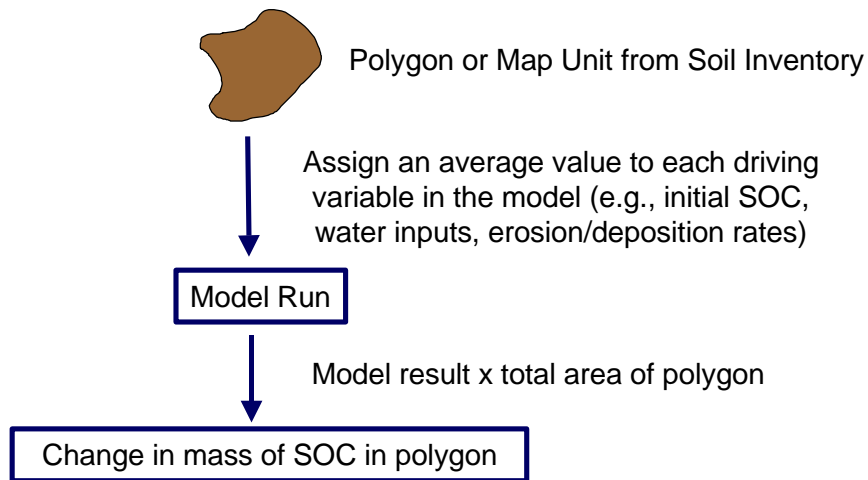 Polygon or Map Unit from Soil Inventory
Assign an average value to each driving
variable in the model (e.g., initial SOC,
water inputs, erosion/deposition rates)
Model Run
Model result x total area of polygon
Change in mass of SOC in polygon